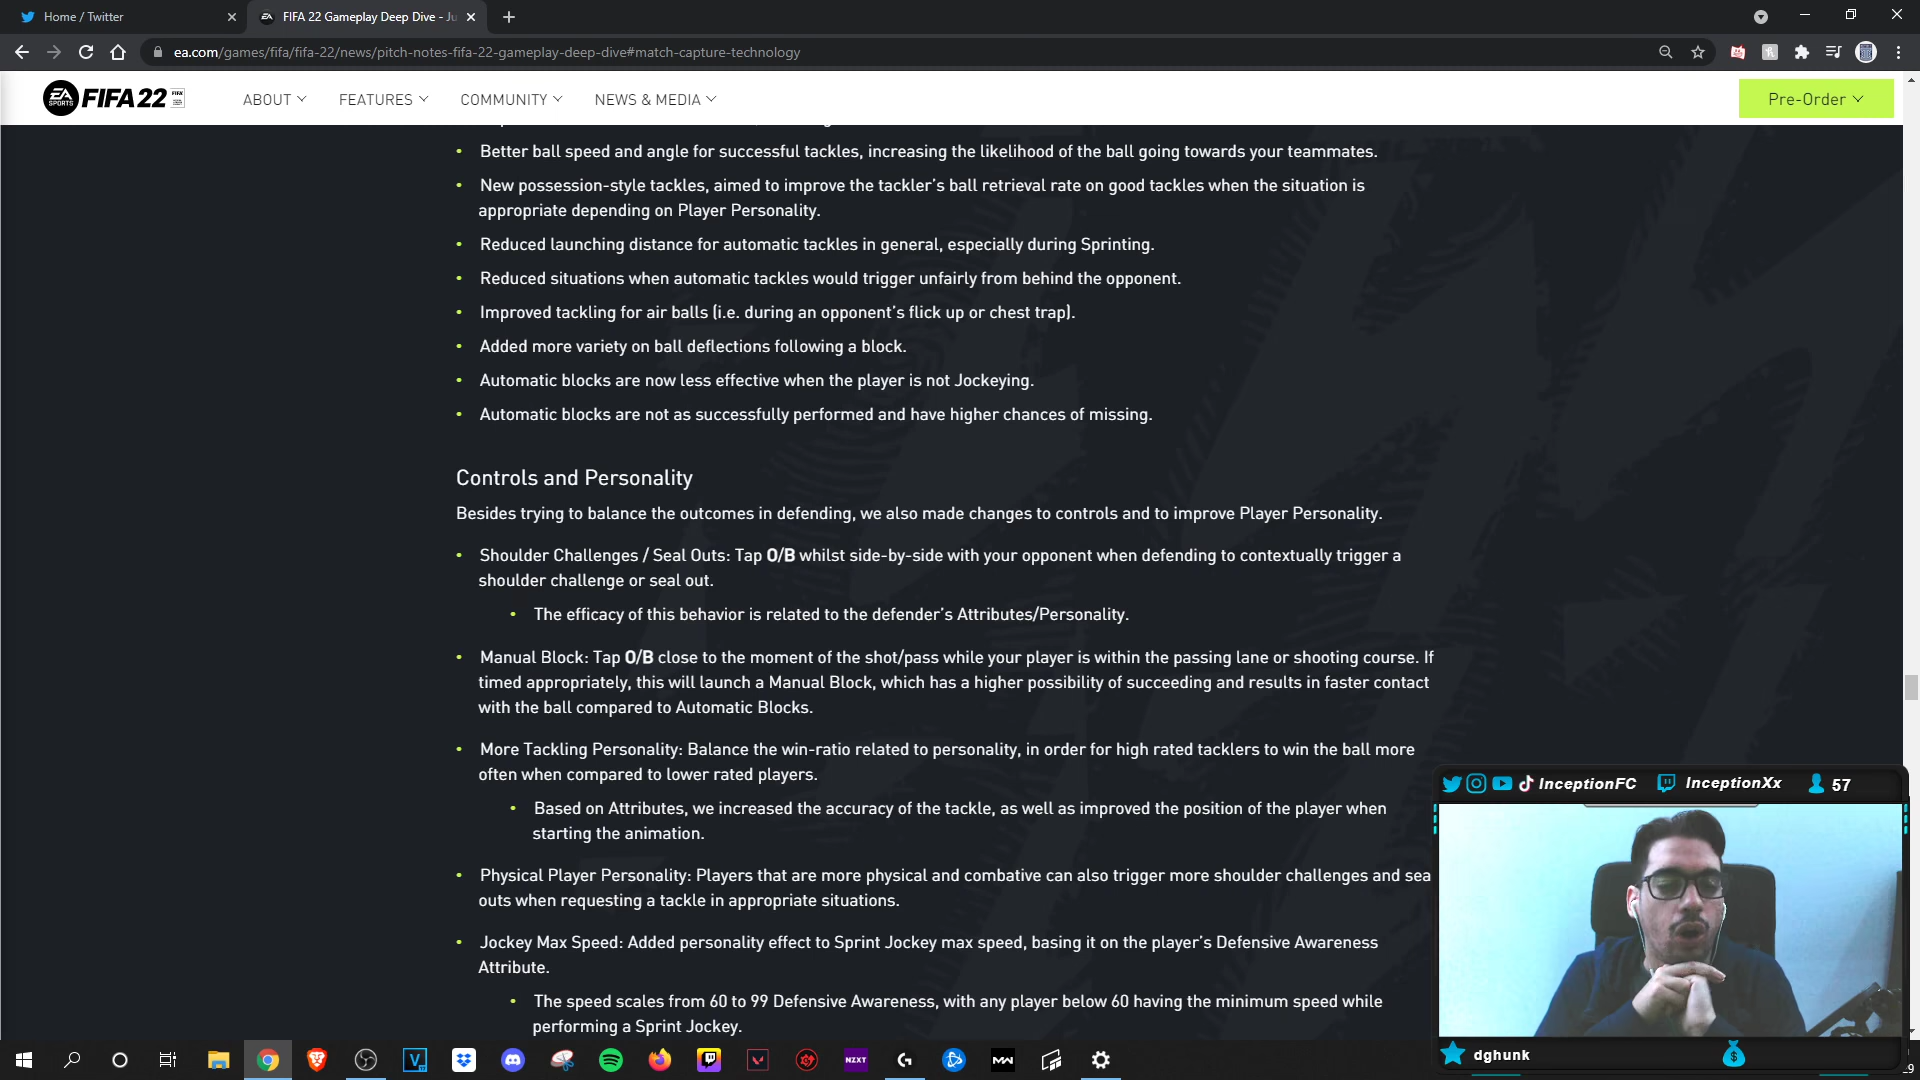 Home / Twitter
FIFA 22 Gameplay Deep Dive - Ju
ea.com/games/fifa/fifa-22/news/pitch-notes-fifa-22-gameplay-deep-dive#match-capture-technology
EA SPORTS FIFA 22
ABOUT
FEATURES
COMMUNITY
NEWS & MEDIA
Pre-Order
• Better ball speed and angle for successful tackles, increasing the likelihood of the ball going towards your teammates.
• New possession-style tackles, aimed to improve the tackler's ball retrieval rate on good tackles when the situation is
appropriate depending on Player Personality.
• Reduced launching distance for automatic tackles in general, especially during Sprinting.
• Reduced situations when automatic tackles would trigger unfairly from behind the opponent.
• Improved tackling for air balls (i.e. during an opponent's flick up or chest trap).
• Added more variety on ball deflections following a block.
• Automatic blocks are now less effective when the player is not Jockeying.
• Automatic blocks are not as successfully performed and have higher chances of missing.
Controls and Personality
Besides trying to balance the outcomes in defending, we also made changes to controls and to improve Player Personality.
• Shoulder Challenges / Seal Outs: Tap O/B whilst side-by-side with your opponent when defending to contextually trigger a
shoulder challenge or seal out.
• The efficacy of this behavior is related to the defender's Attributes/Personality.
• Manual Block: Tap O/B close to the moment of the shot/pass while your player is within the passing lane or shooting course. If
timed appropriately, this will launch a Manual Block, which has a higher possibility of succeeding and results in faster contact
with the ball compared to Automatic Blocks.
• More Tackling Personality: Balance the win-ratio related to personality, in order for high rated tacklers to win the ball more
often when compared to lower rated players.
• Based on Attributes, we increased the accuracy of the tackle, as well as improved the position of the player when
starting the animation.
• Physical Player Personality: Players that are more physical and combative can also trigger more shoulder challenges and sea
outs when requesting a tackle in appropriate situations.
• Jockey Max Speed: Added personality effect to Sprint Jockey max speed, basing it on the player's Defensive Awareness
Attribute.
• The speed scales from 60 to 99 Defensive Awareness, with any player below 60 having the minimum speed while
performing a Sprint Jockey.
InceptionFC
InceptionXx
57
dghunk
NZXT
MW